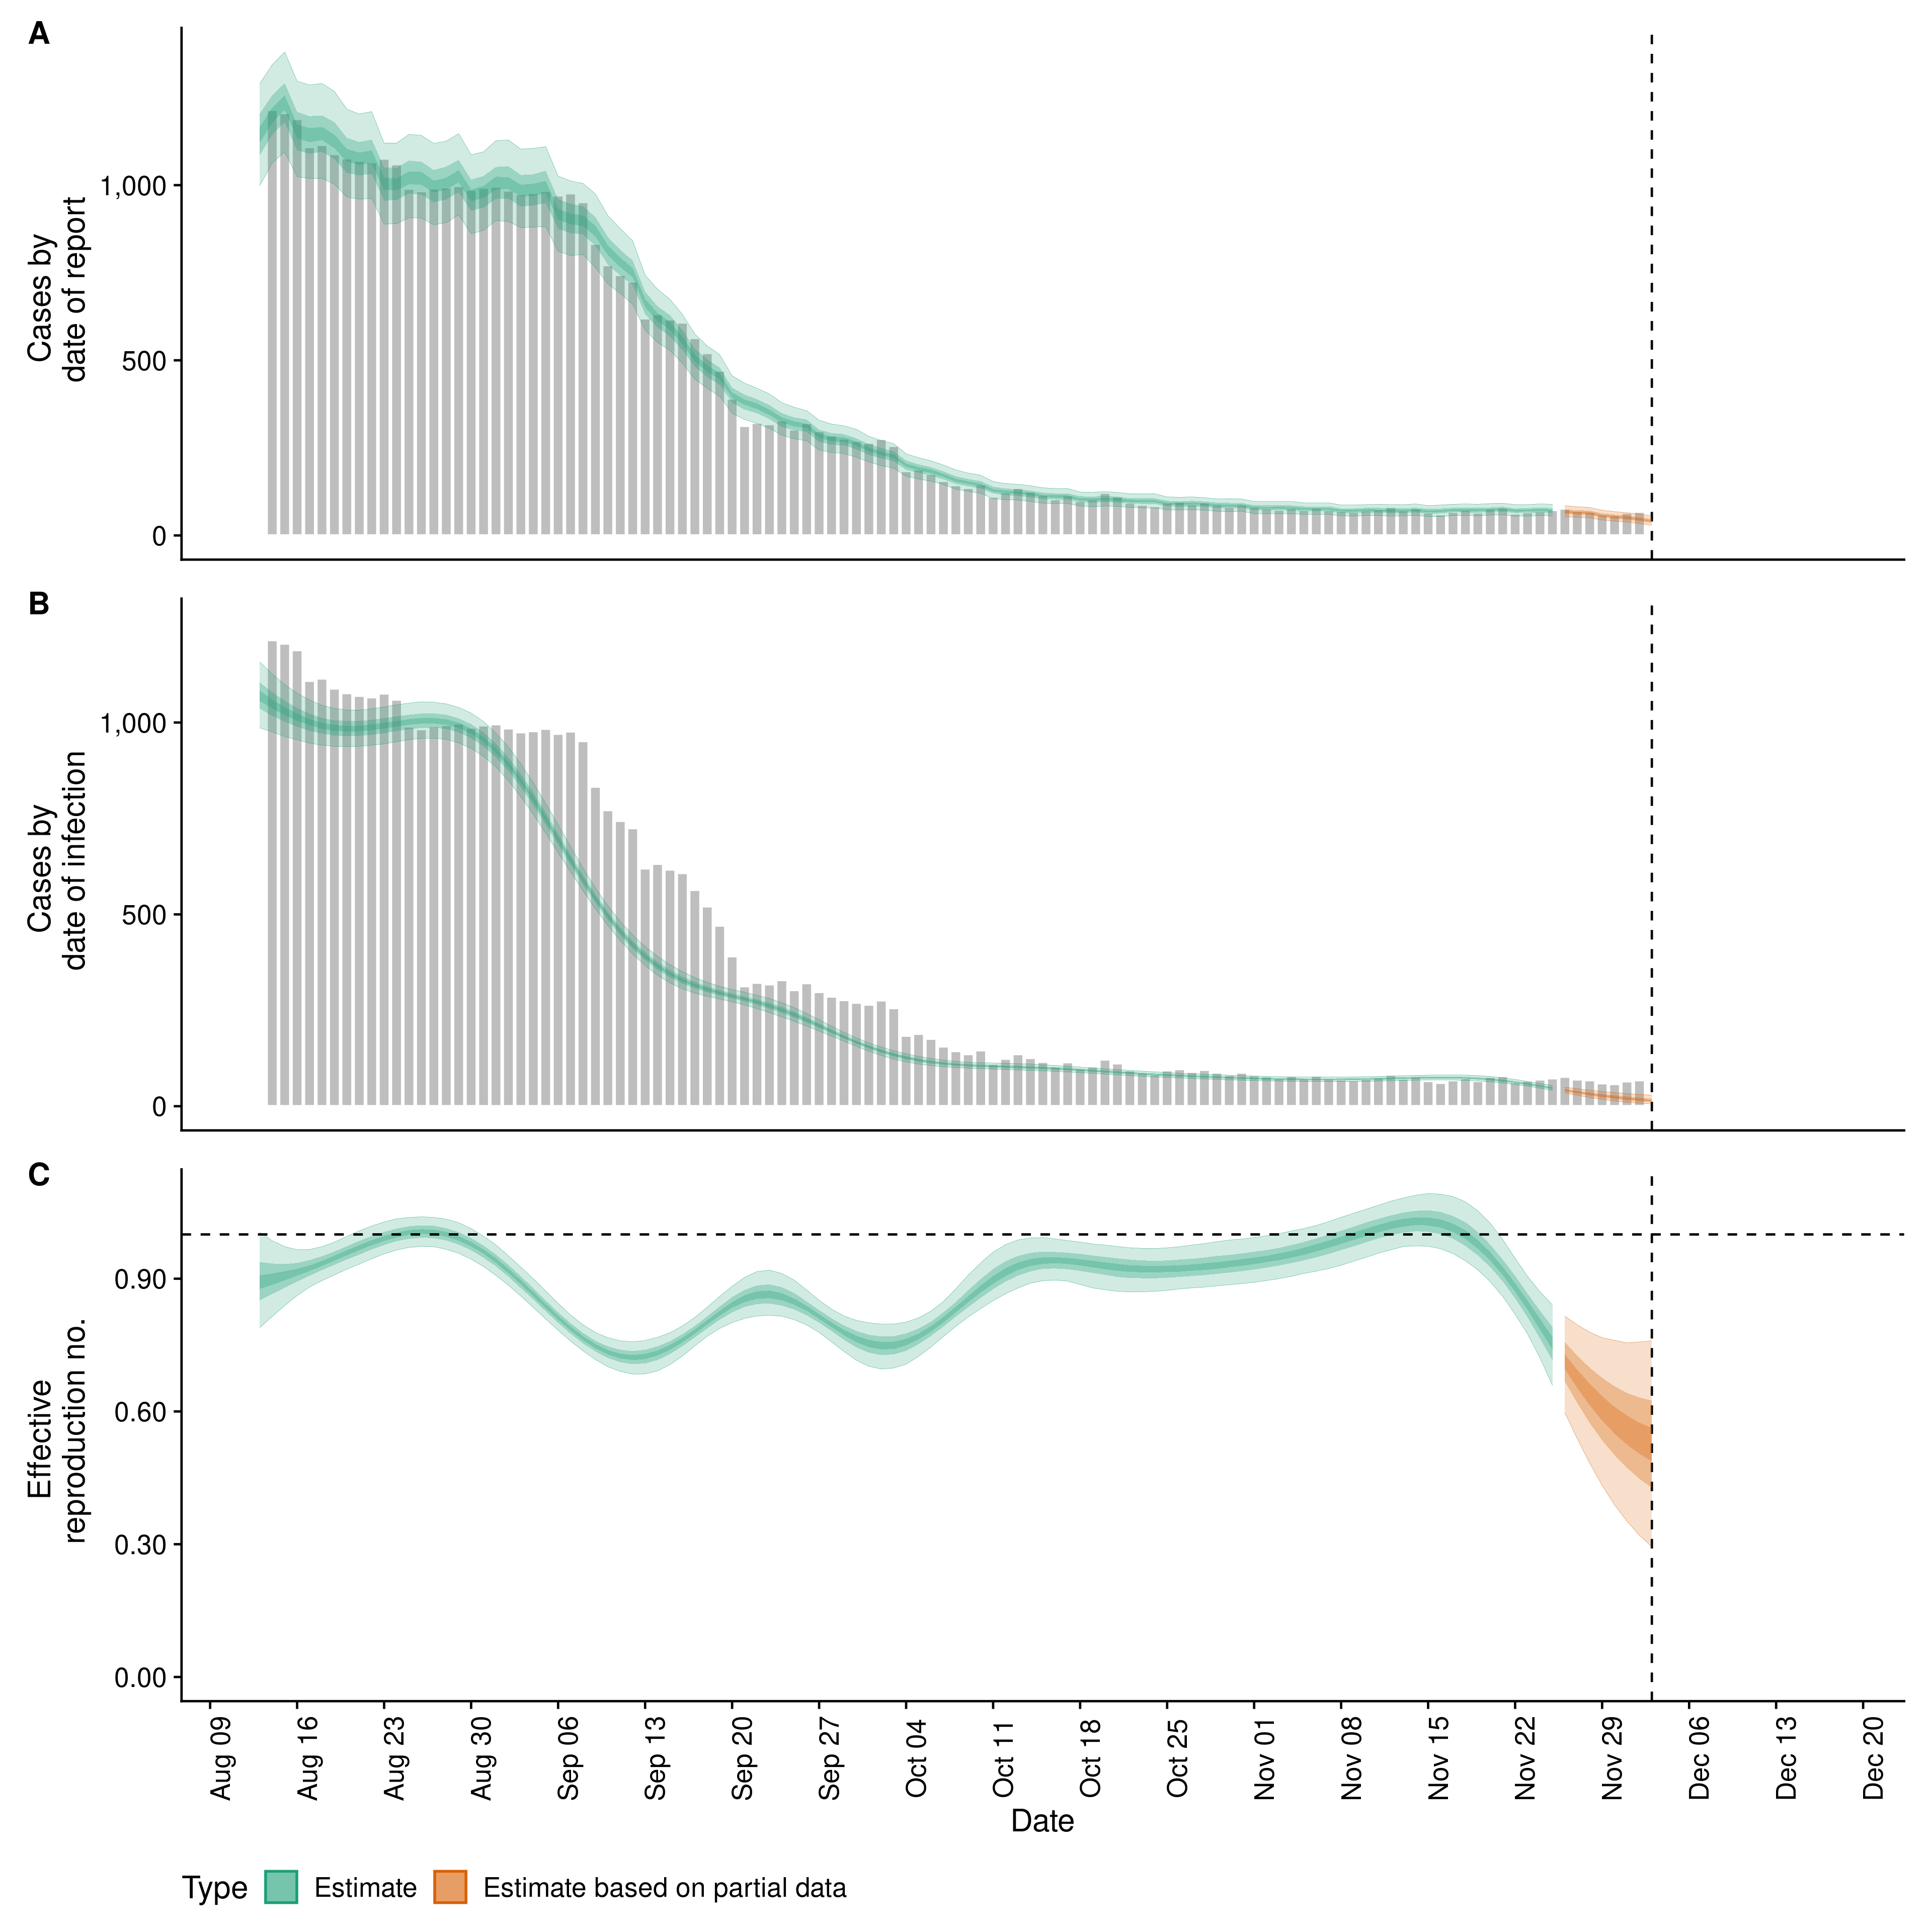 A
Cases by
date of report
1,000
500
0
B
Cases by
date of infection
1,000
500
0
C
Effective
reproduction no.
0.90
0.60
0.30
0.00
Aug 09
Aug 16
Aug 23
Aug 30
Sep 06
Sep 13
Sep 20
Sep 27
Oct 04
Oct 11
Oct 18
Oct 25
Nov 01
Nov 08
Nov 15
Nov 22
Nov 29
Dec 06
Dec 13
Dec 20
Date
Type Estimate Estimate based on partial data